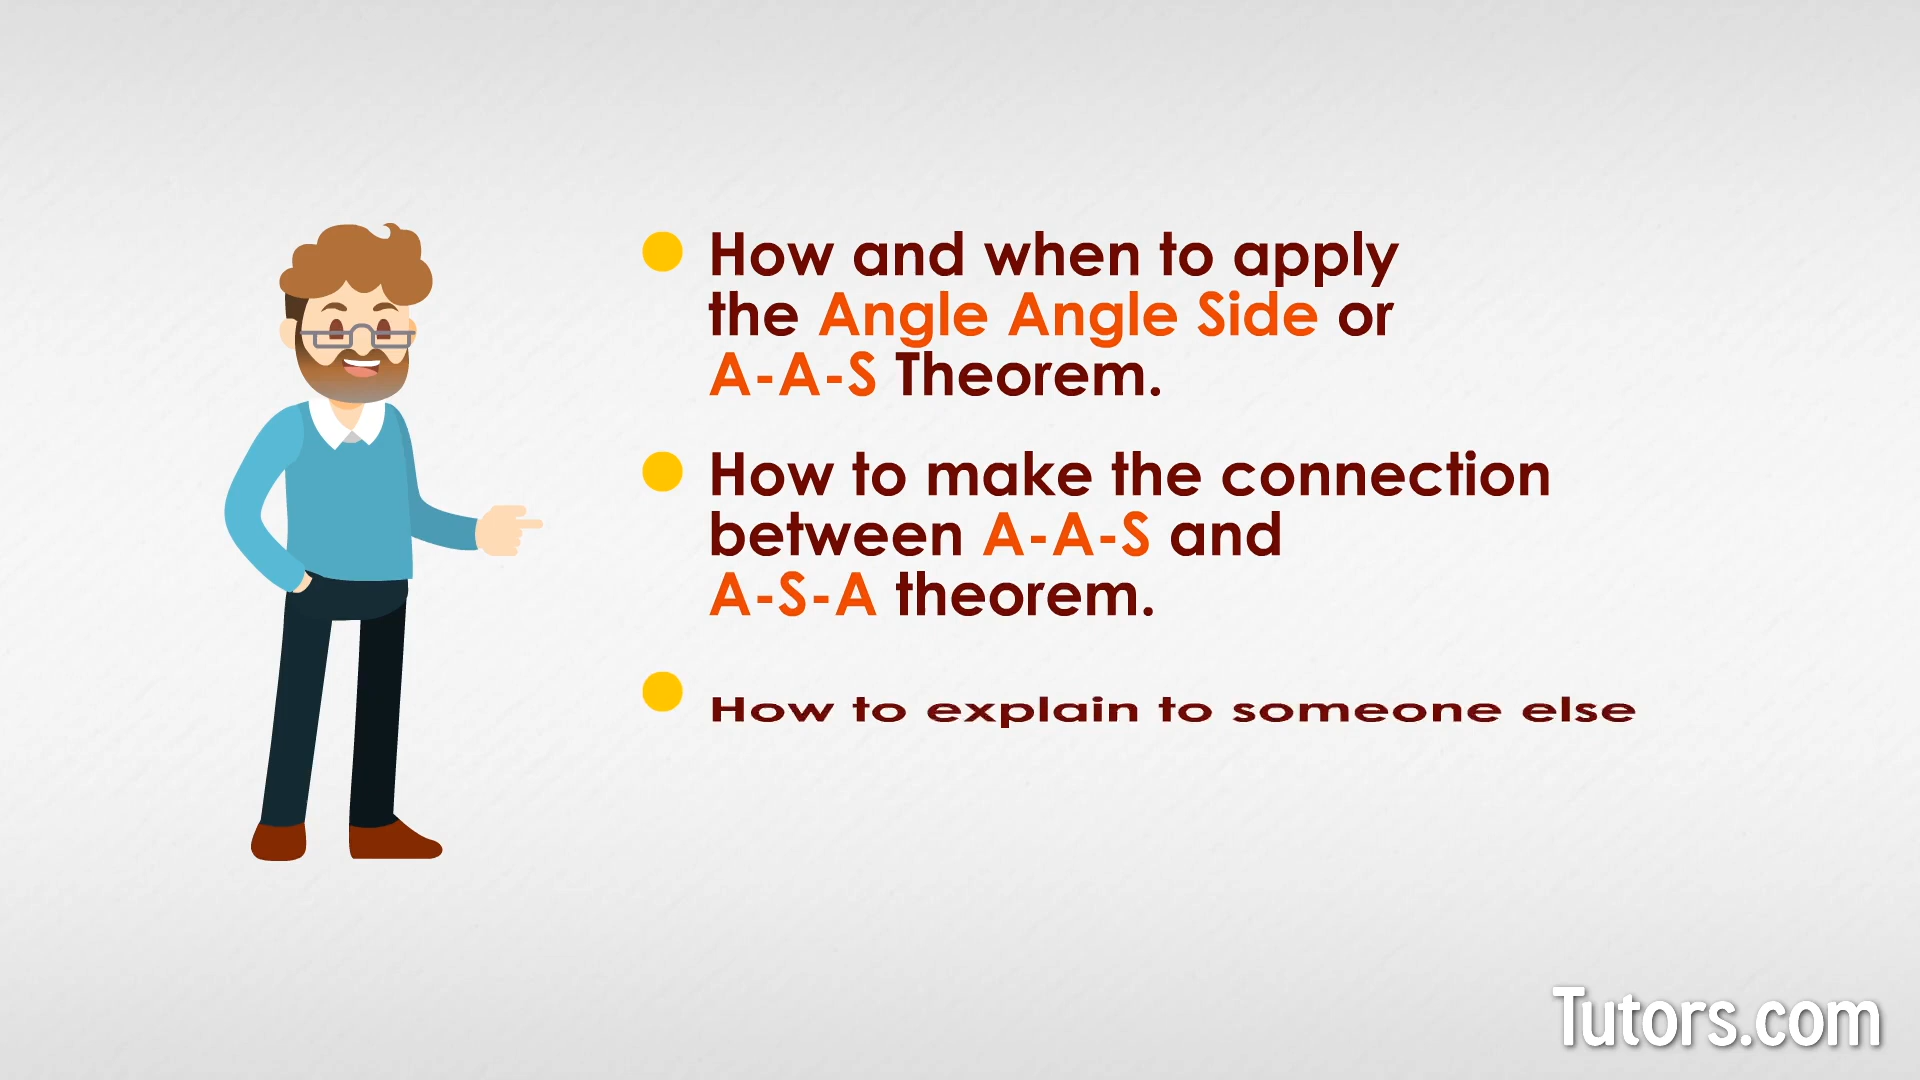 How and when to apply
the Angle Angle Side or
A-A-S Theorem.
How to make the connection
between A-A-S and
A-S-A theorem.
How to explain to someone else
Tutors.com